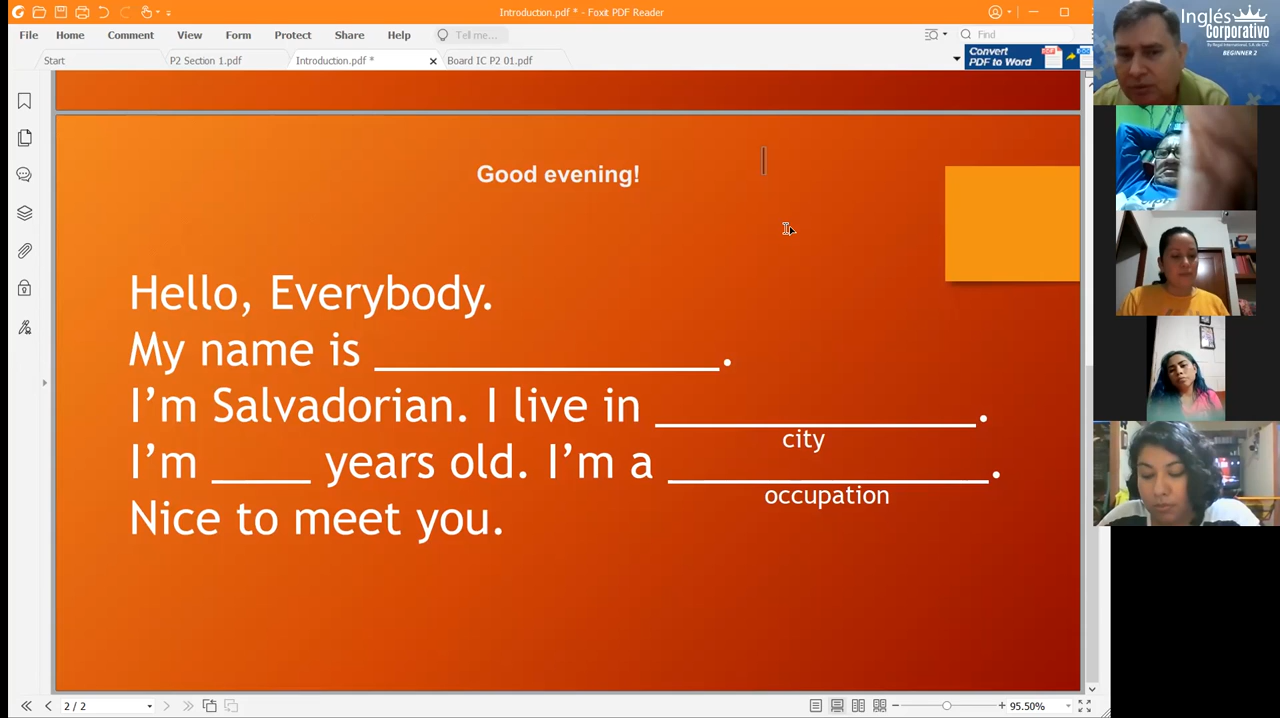 Introduction.pdf * - Foxit PDF Reader
File Home Comment View Form Protect Share Help Tell me... Find
Start P2 Section 1.pdf Introduction.pdf * Board IC P2 01.pdf
Convert
PDF to Word
Inglés
Corporativo
BEGINNER 2
Good evening!
Hello, Everybody.
My name is ____________________.
I’m Salvadorian. I live in ___________________.
city
I’m _____ years old. I’m a ___________________.
occupation
Nice to meet you.
2 / 2 95.50%